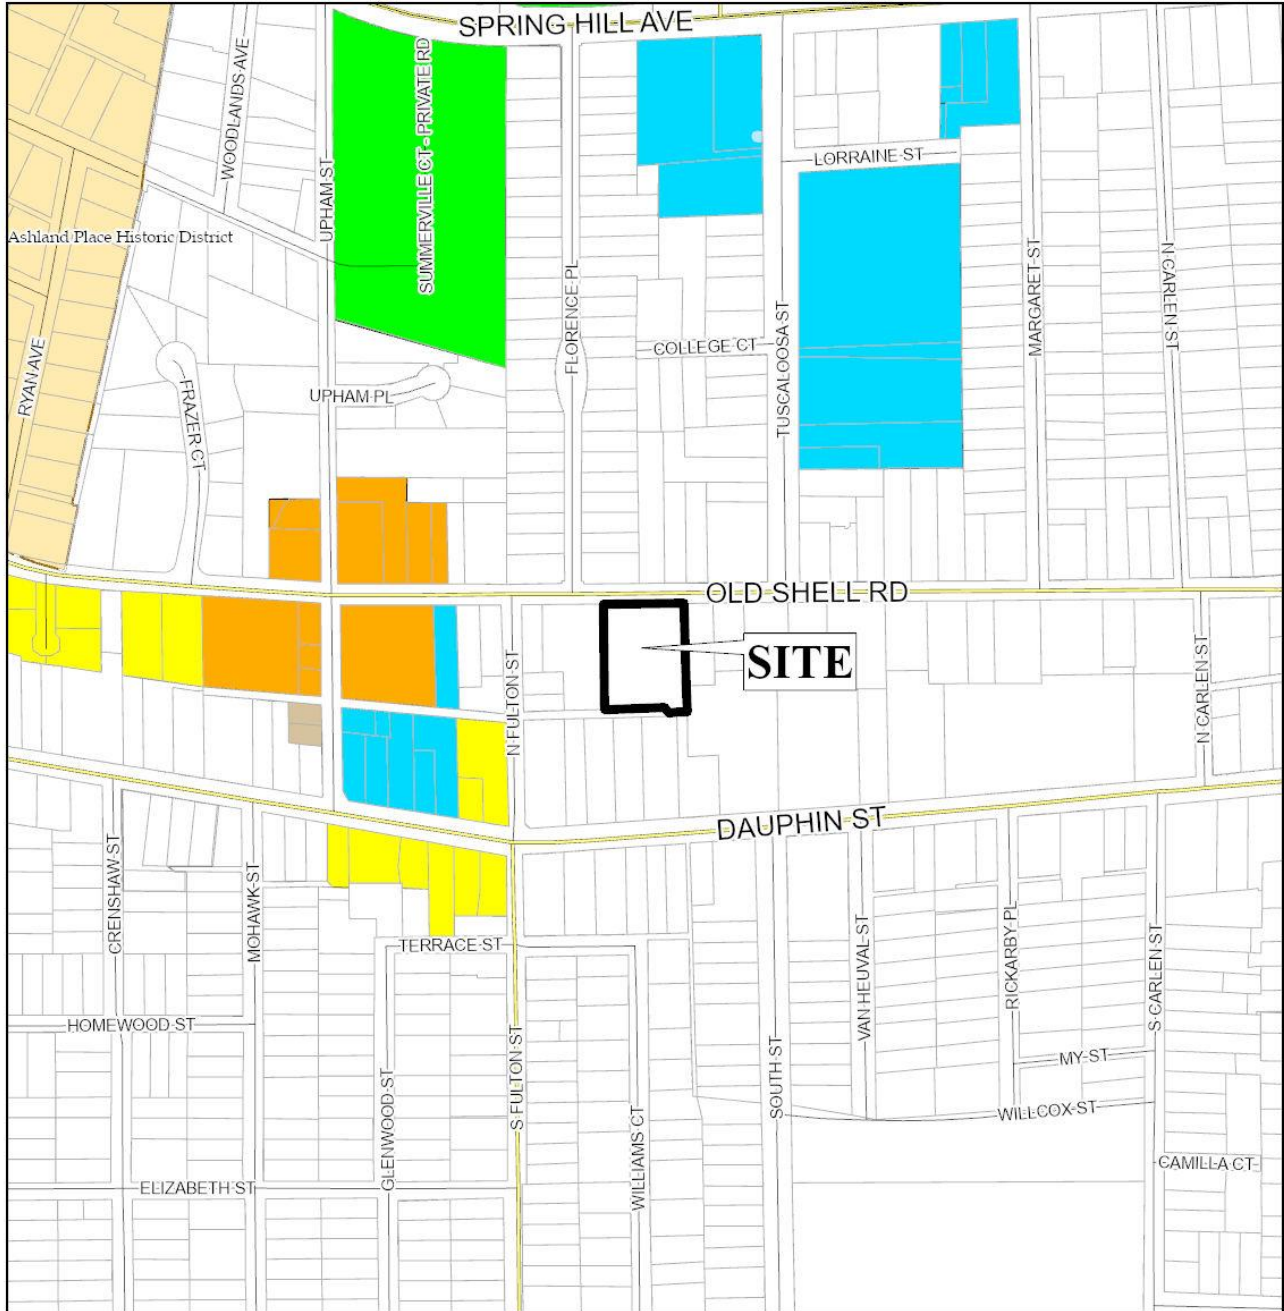 SPRING HILL AVE
WOODLANDS AVE
SUMMERVILLE CT - PRIVATE RD
UPHAM ST
LORRAINE ST
Ashland Place Historic District
FLORENCE PL
TUSCALOOSA ST
MARGARET ST
N CARLEN ST
COLLEGE CT
RYAN AVE
FRAZER CT
UPHAM PL
OLD SHELL RD
SITE
N FULTON ST
N CARLEN ST
DAUPHIN ST
CRENSHAW ST
MOHAWK ST
TERRACE ST
VAN HEUVAL ST
RICKARBY PL
S CARLEN ST
HOMEWOOD ST
GLENWOOD ST
S FULTON ST
WILLIAMS CT
SOUTH ST
MY ST
WILLCOX ST
CAMILLA CT
ELIZABETH ST